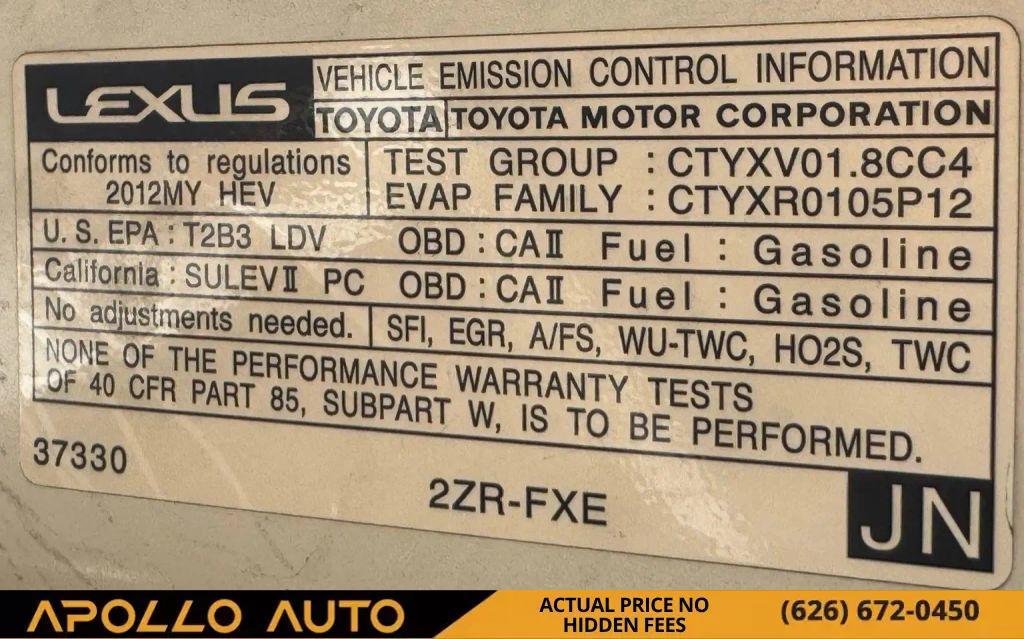 LEXUS VEHICLE EMISSION CONTROL INFORMATION
TOYOTA TOYOTA MOTOR CORPORATION
Conforms to regulations
2012MY HEV
TEST GROUP : CTYXV01.8CC4
EVAP FAMILY : CTYXR0105P12
U. S. EPA : T2B3 LDV OBD : CAⅡ Fuel : Gasoline
California : SULEVⅡ PC OBD : CAⅡ Fuel : Gasoline
No adjustments needed. SFI, EGR, A/FS, WU-TWC, HO2S, TWC
NONE OF THE PERFORMANCE WARRANTY TESTS
OF 40 CFR PART 85, SUBPART W, IS TO BE PERFORMED.
37330
2ZR-FXE
JN
APOLLO AUTO
ACTUAL PRICE NO
HIDDEN FEES
(626) 672-0450